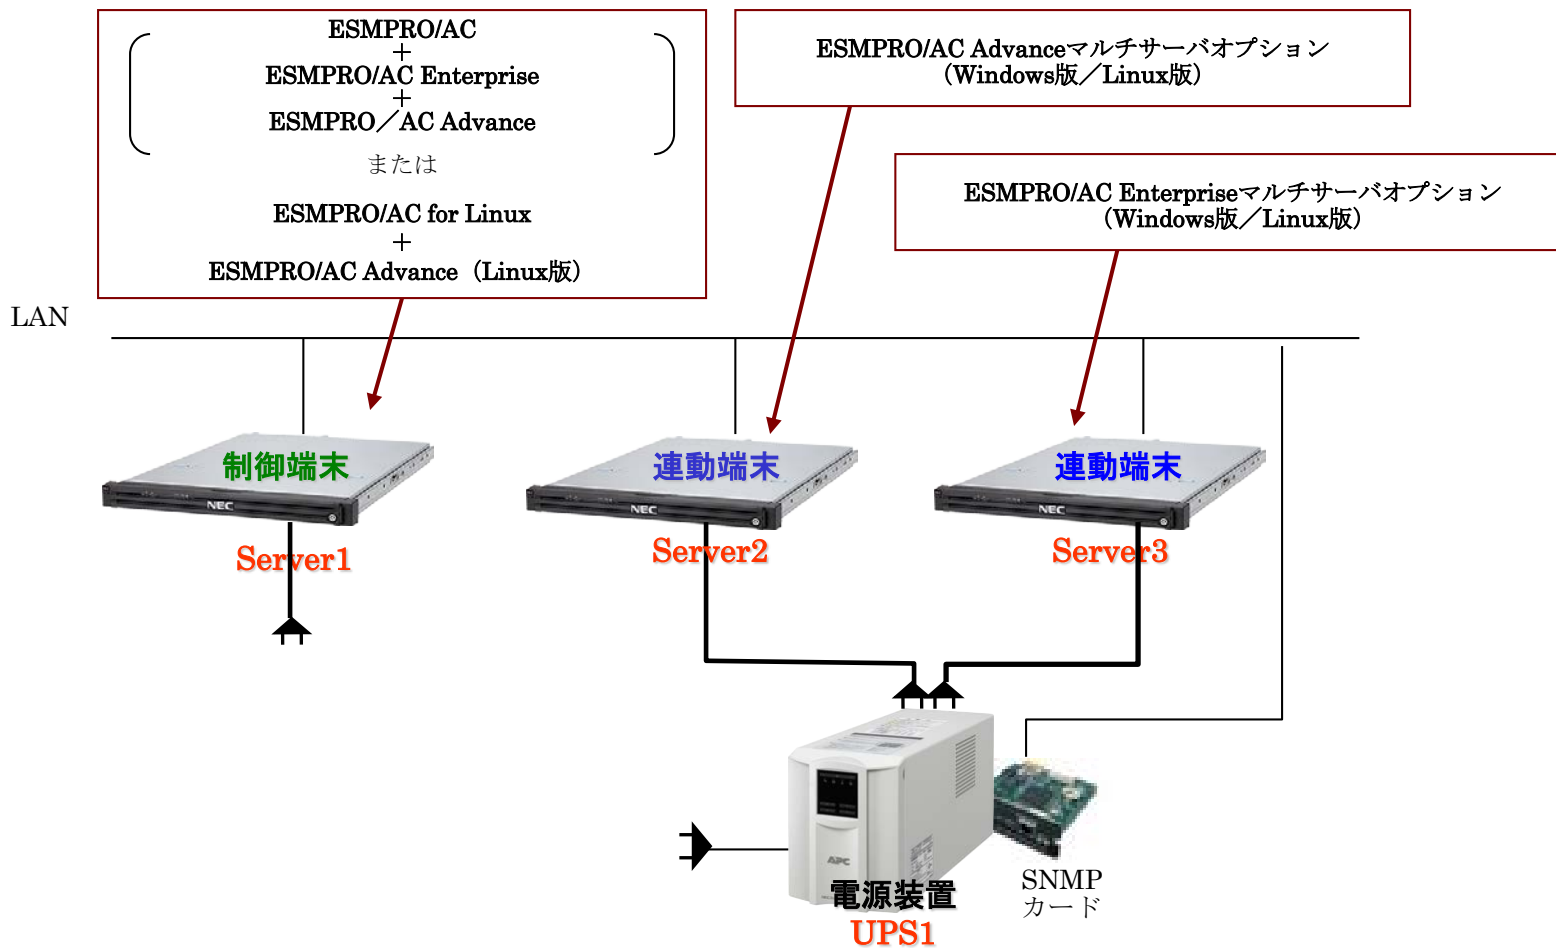 ESMPRO/AC
+
ESMPRO/AC Enterprise
+
ESMPRO／AC Advance
または
ESMPRO/AC for Linux
+
ESMPRO/AC Advance（Linux版）
ESMPRO/AC Advanceマルチサーバオプション
（Windows版／Linux版）
ESMPRO/AC Enterpriseマルチサーバオプション
（Windows版／Linux版）
LAN
制御端末
NEC
Server1
連動端末
NEC
Server2
連動端末
NEC
Server3
APC
電源装置
UPS1
SNMP
カード